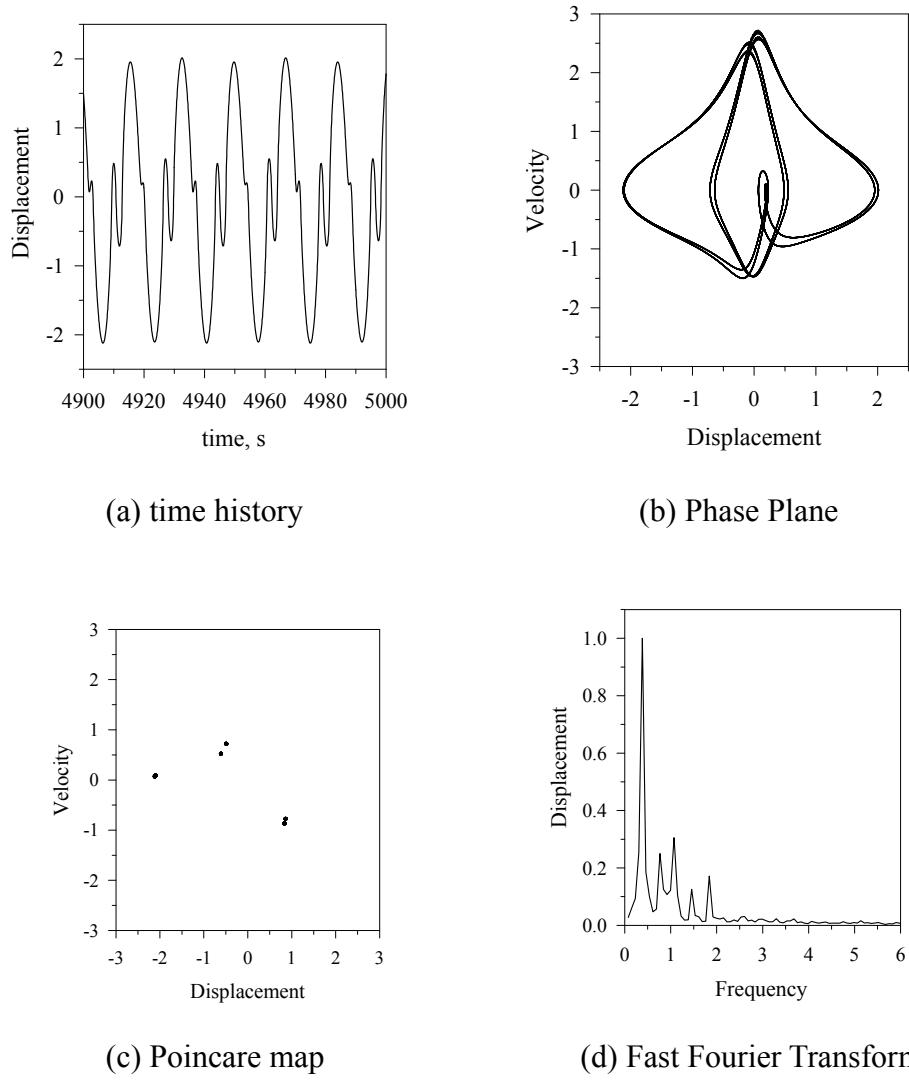 2
1
0
-1
-2
4900 4920 4940 4960 4980 5000
time, s
Displacement
(a) time history
3
2
1
0
-1
-2
-3
-2 -1 0 1 2
Displacement
Velocity
(b) Phase Plane
3
2
1
0
-1
-2
-3
-3 -2 -1 0 1 2 3
Displacement
Velocity
(c) Poincare map
1.0
0.8
0.6
0.4
0.2
0.0
0 1 2 3 4 5 6
Frequency
Displacement
(d) Fast Fourier Transform